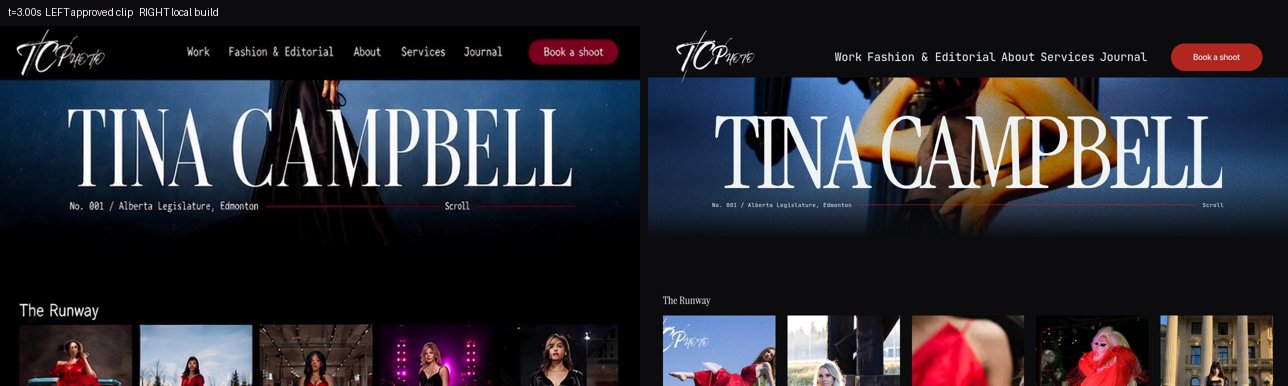 t=3.00s LEFT approved clip RIGHT local build
TCPHOTO
Work Fashion & Editorial About Services Journal Book a shoot
TINA CAMPBELL
No. 001 / Alberta Legislature, Edmonton Scroll
The Runway
TCPHOTO
Work Fashion & Editorial About Services Journal Book a shoot
TINA CAMPBELL
No. 001 / Alberta Legislature, Edmonton Scroll
The Runway
TCPHOTO